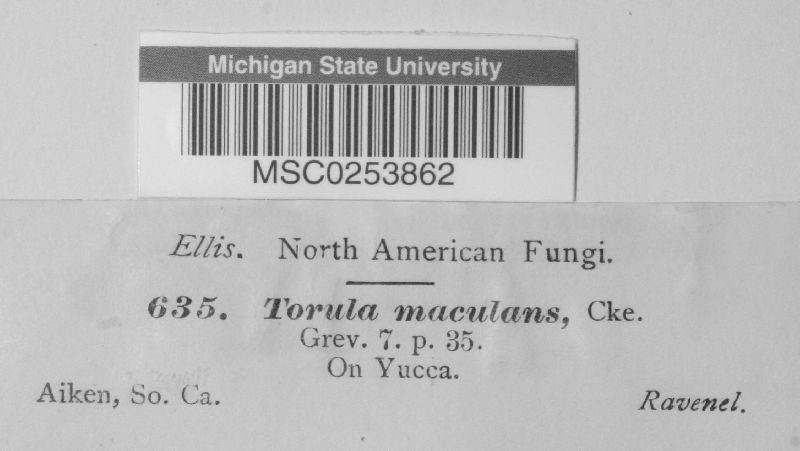 Michigan State University
MSC0253862
Ellis. North American Fungi.
635. Torula maculans, Cke.
Grev. 7. p. 35.
On Yucca.
Aiken, So. Ca. Ravenel.